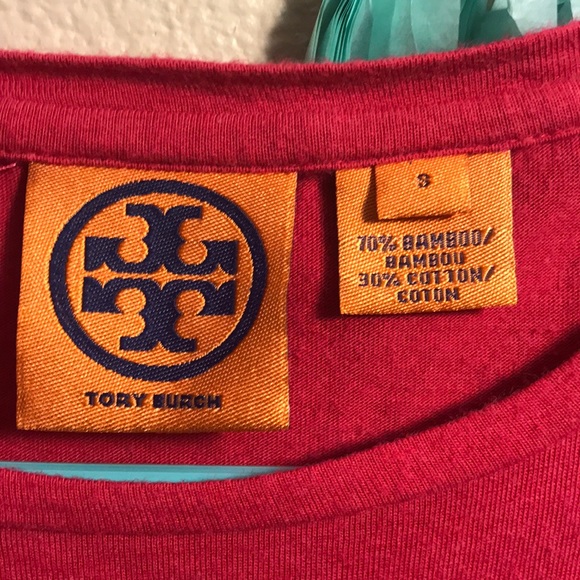 TORY BURCH
S
70% BAMBOO/
BAMBOU
30% COTTON/
COTON